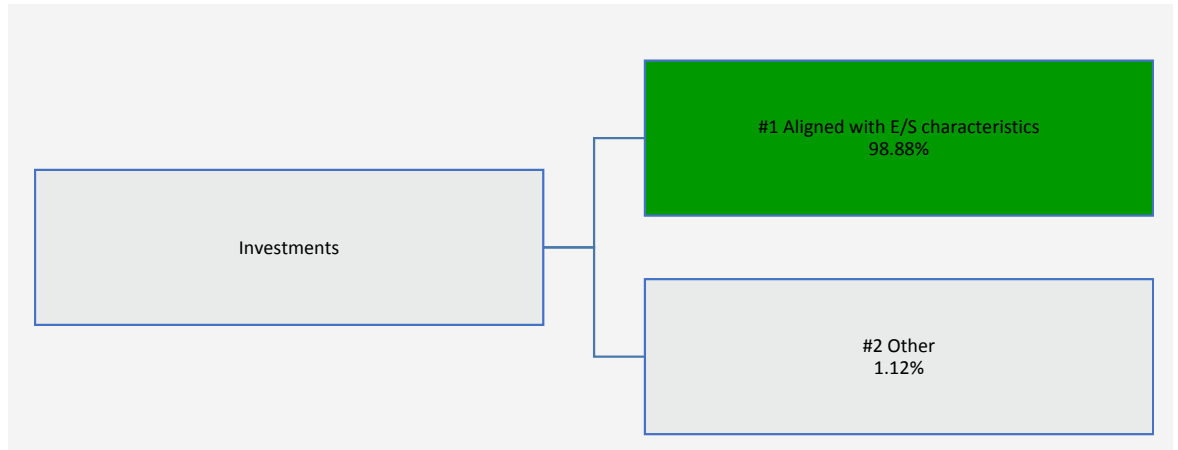 Investments
#1 Aligned with E/S characteristics
98.88%
#2 Other
1.12%